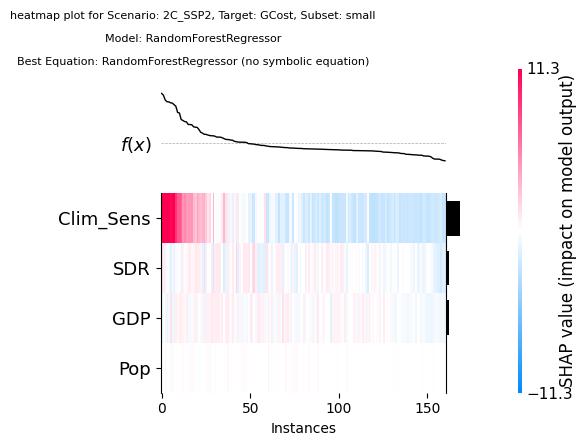 heatmap plot for Scenario: 2C_SSP2, Target: GCost, Subset: small
Model: RandomForestRegressor
Best Equation: RandomForestRegressor (no symbolic equation)
11.3
f(x)
Clim_Sens
SDR
GDP
Pop
SHAP value (impact on model output)
−11.3
0
50
100
150
Instances